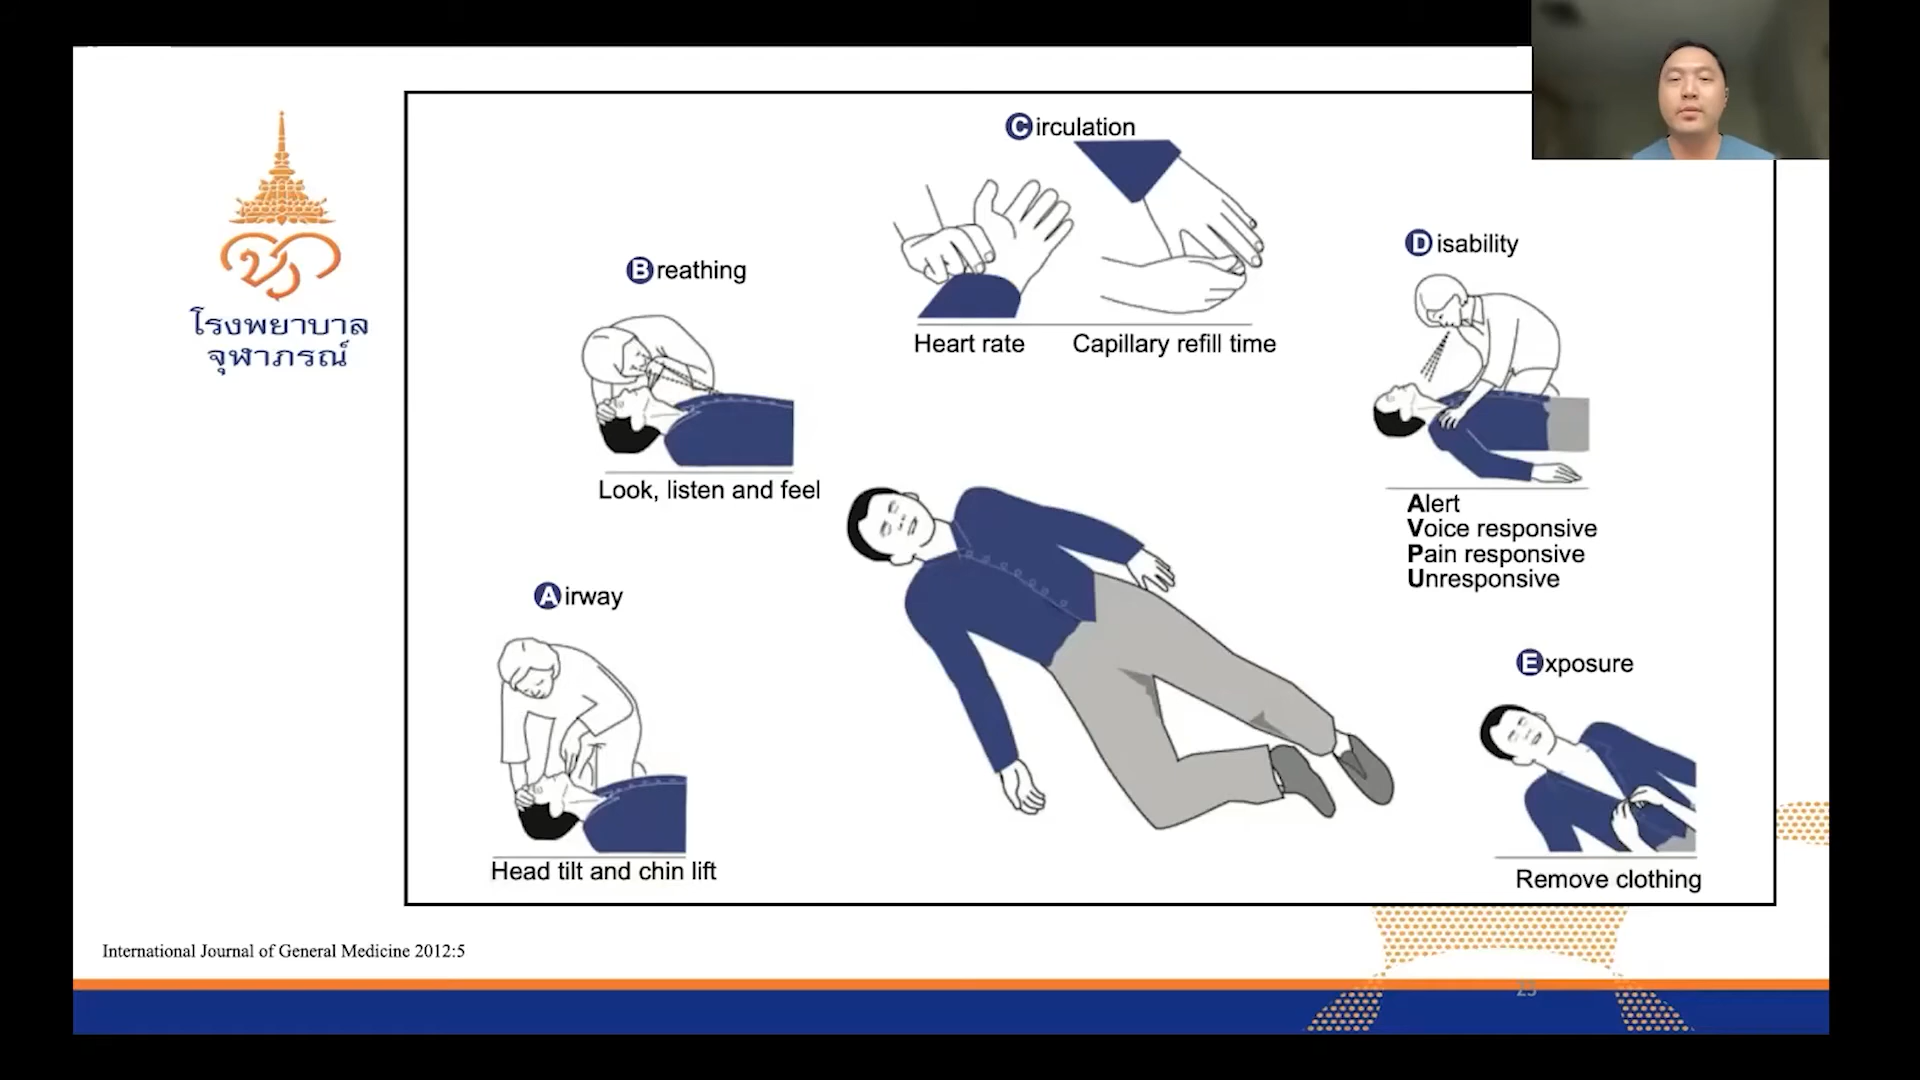 โรงพยาบาล
จุฬาภรณ์
Circulation
Heart rate
Capillary refill time
Breathing
Look, listen and feel
Disability
Alert
Voice responsive
Pain responsive
Unresponsive
Airway
Head tilt and chin lift
Exposure
Remove clothing
International Journal of General Medicine 2012:5